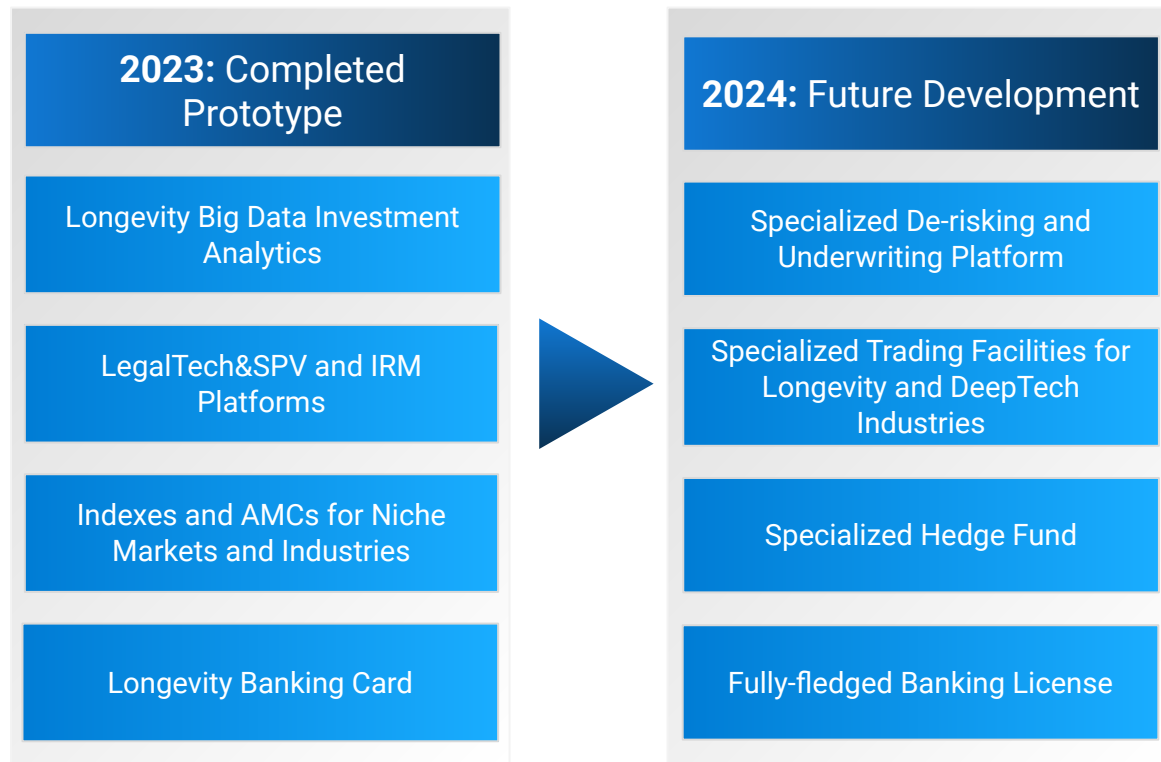 2023: Completed
Prototype
Longevity Big Data Investment
Analytics
LegalTech&SPV and IRM
Platforms
Indexes and AMCs for Niche
Markets and Industries
Longevity Banking Card
2024: Future Development
Specialized De-risking and
Underwriting Platform
Specialized Trading Facilities for
Longevity and DeepTech
Industries
Specialized Hedge Fund
Fully-fledged Banking License